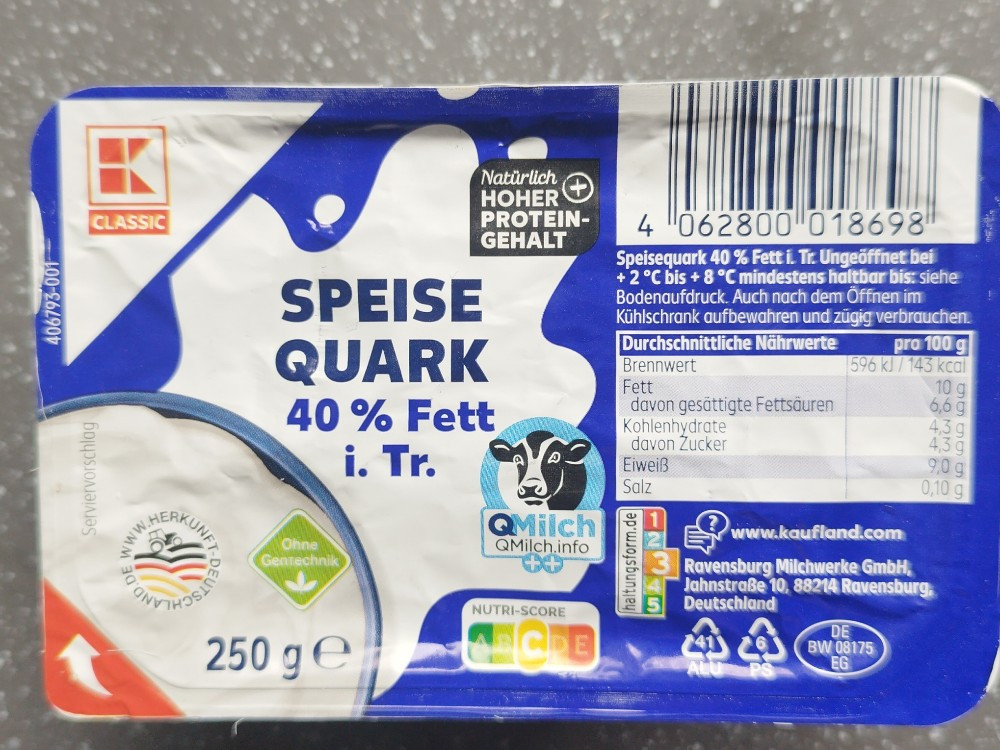 CLASSIC
406793-001
Natürlich
HOHER
PROTEIN-
GEHALT
SPEISE
QUARK
40 % Fett
i. Tr.
Serviervorschlag
WWW.HERKUNFT-DEUTSCHLAND.DE
Ohne
Gentechnik
250 g e
QMilch
QMilch.info
++
NUTRI-SCORE
A B C D E
4 062800 018698
Speisequark 40 % Fett i. Tr. Ungeöffnet bei
+ 2 °C bis + 8 °C mindestens haltbar bis: siehe
Bodenaufdruck. Auch nach dem Öffnen im
Kühlschrank aufbewahren und zügig verbrauchen.
Durchschnittliche Nährwerte pro 100 g
Brennwert 596 kJ / 143 kcal
Fett 10 g
davon gesättigte Fettsäuren 6,6 g
Kohlenhydrate 4,3 g
davon Zucker 4,3 g
Eiweiß 9,0 g
Salz 0,10 g
haltungsform.de
1
2
3
4
5
? www.kaufland.com
Ravensburg Milchwerke GmbH,
Jahnstraße 10, 88214 Ravensburg,
Deutschland
41
ALU
6
PS
DE
BW 08175
EG